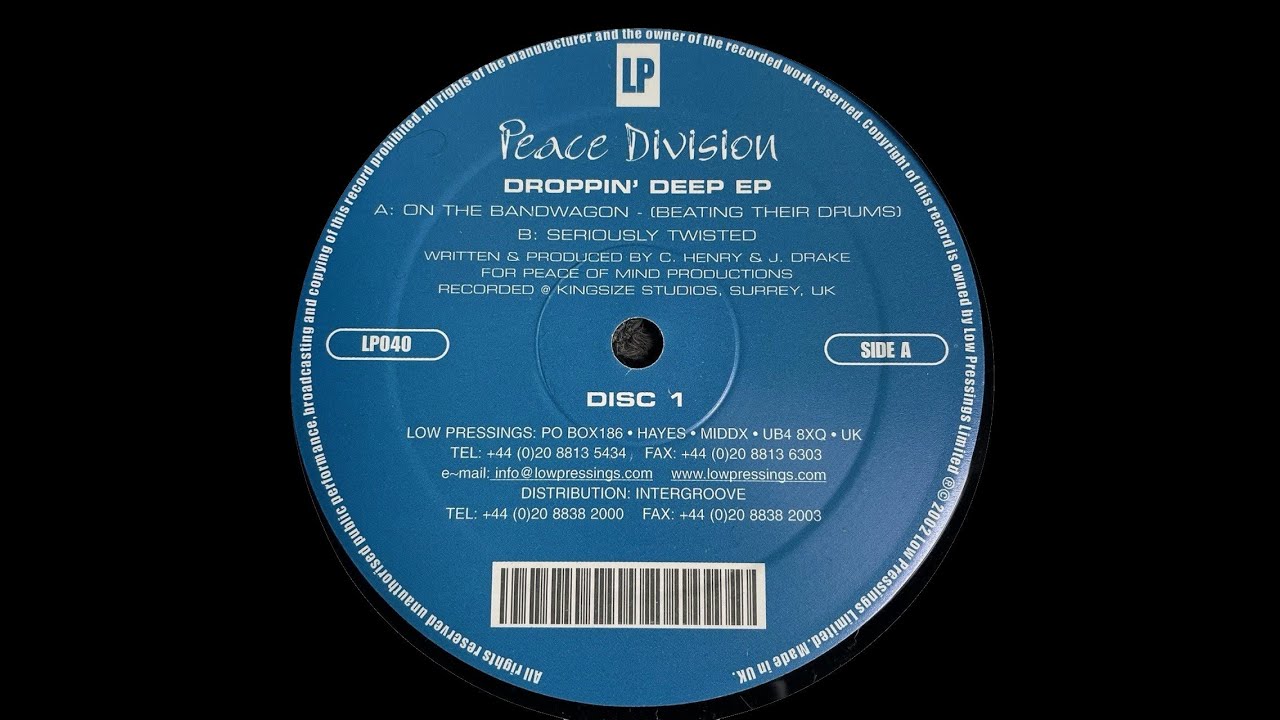 LP
Peace Division
DROPPIN' DEEP EP
A: ON THE BANDWAGON - (BEATING THEIR DRUMS)
B: SERIOUSLY TWISTED
WRITTEN & PRODUCED BY C. HENRY & J. DRAKE
FOR PEACE OF MIND PRODUCTIONS
RECORDED @ KINGSIZE STUDIOS, SURREY, UK
LP040
SIDE A
DISC 1
LOW PRESSINGS: PO BOX186 • HAYES • MIDDX • UB4 8XQ • UK
TEL: +44 (0)20 8813 5434 FAX: +44 (0)20 8813 6303
e~mail: info@lowpressings.com www.lowpressings.com
DISTRIBUTION: INTERGROOVE
TEL: +44 (0)20 8838 2000 FAX: +44 (0)20 8838 2003
All rights reserved unauthorised public performance, broadcasting and copying of this record prohibited. All rights of the manufacturer and the owner of the recorded work reserved. Copyright of this record is owned by Low Pressings Limited ℗© 2002 Low Pressings Limited. Made in UK.